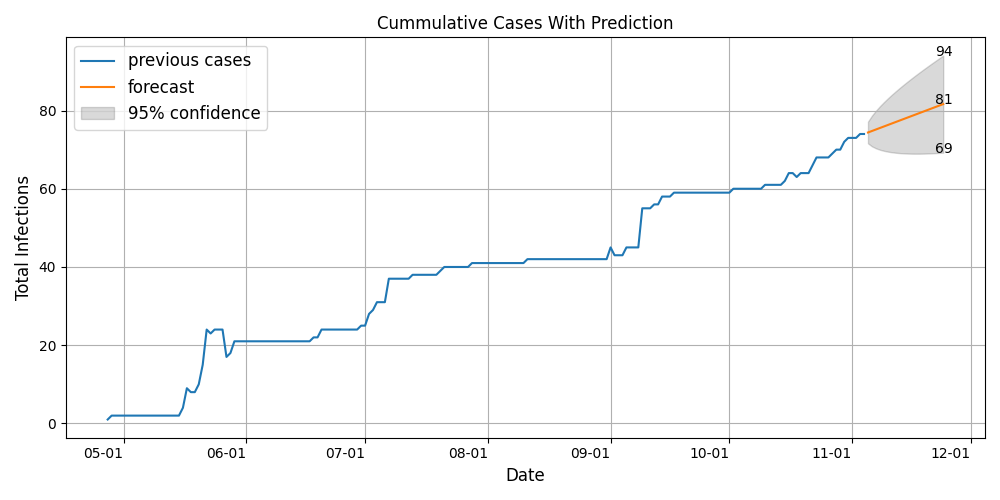 Cummulative Cases With Prediction
previous cases
forecast
95% confidence
94
81
69
80
60
40
20
0
Total Infections
05-01
06-01
07-01
08-01
09-01
10-01
11-01
12-01
Date